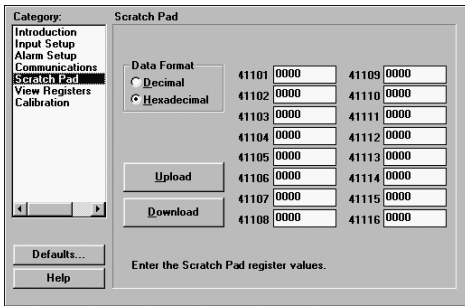 Category:
Introduction
Input Setup
Alarm Setup
Communications
Scratch Pad
View Registers
Calibration
Defaults...
Help
Scratch Pad
Data Format
Decimal
Hexadecimal
Upload
Download
41101 0000
41102 0000
41103 0000
41104 0000
41105 0000
41106 0000
41107 0000
41108 0000
41109 0000
41110 0000
41111 0000
41112 0000
41113 0000
41114 0000
41115 0000
41116 0000
Enter the Scratch Pad register values.